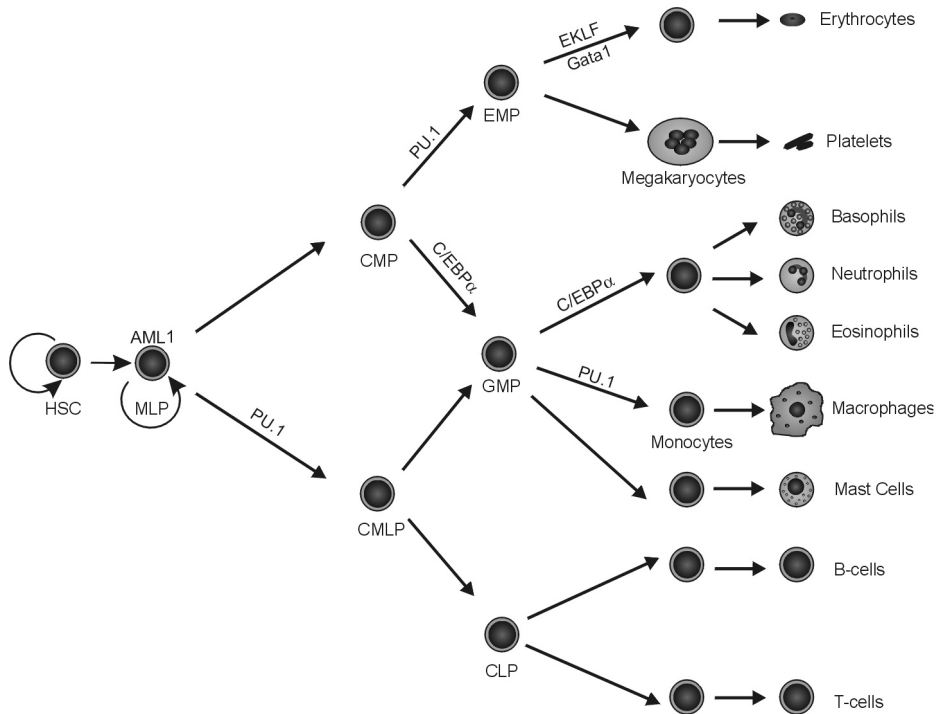 Erythrocytes
EKLF
Gata1
EMP
PU.1
Platelets
Megakaryocytes
Basophils
CMP
C/EBPα
Neutrophils
C/EBPα
Eosinophils
AML1
GMP
PU.1
HSC
MLP
Macrophages
PU.1
Monocytes
Mast Cells
CMLP
B-cells
CLP
T-cells